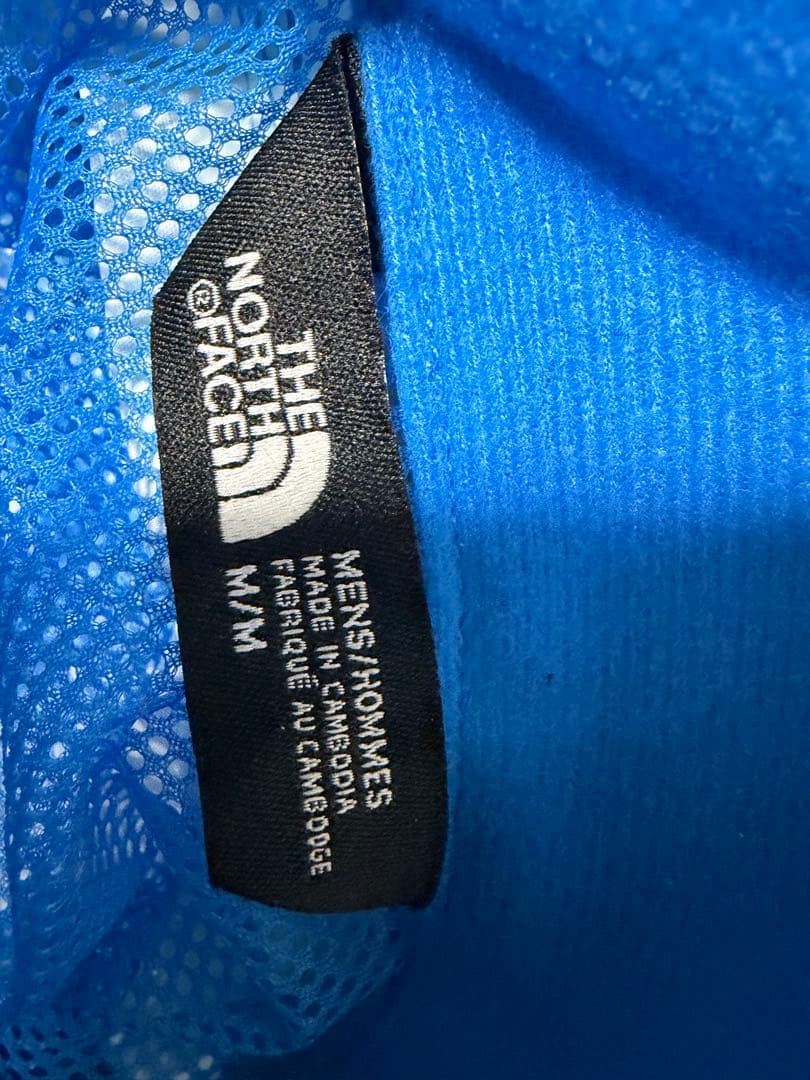 THE
NORTH
®FACE
MENS/HOMMES
MADE IN CAMBODIA
FABRIQUÉ AU CAMBODGE
M/M